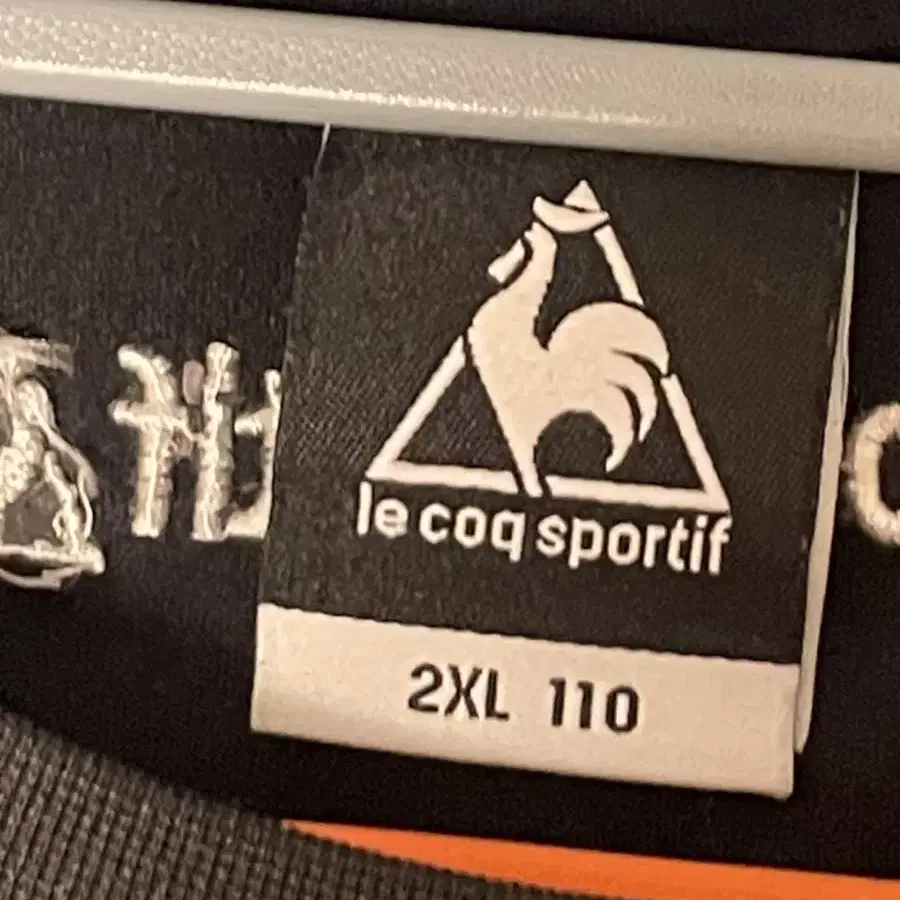 le coq sportif
2XL 110